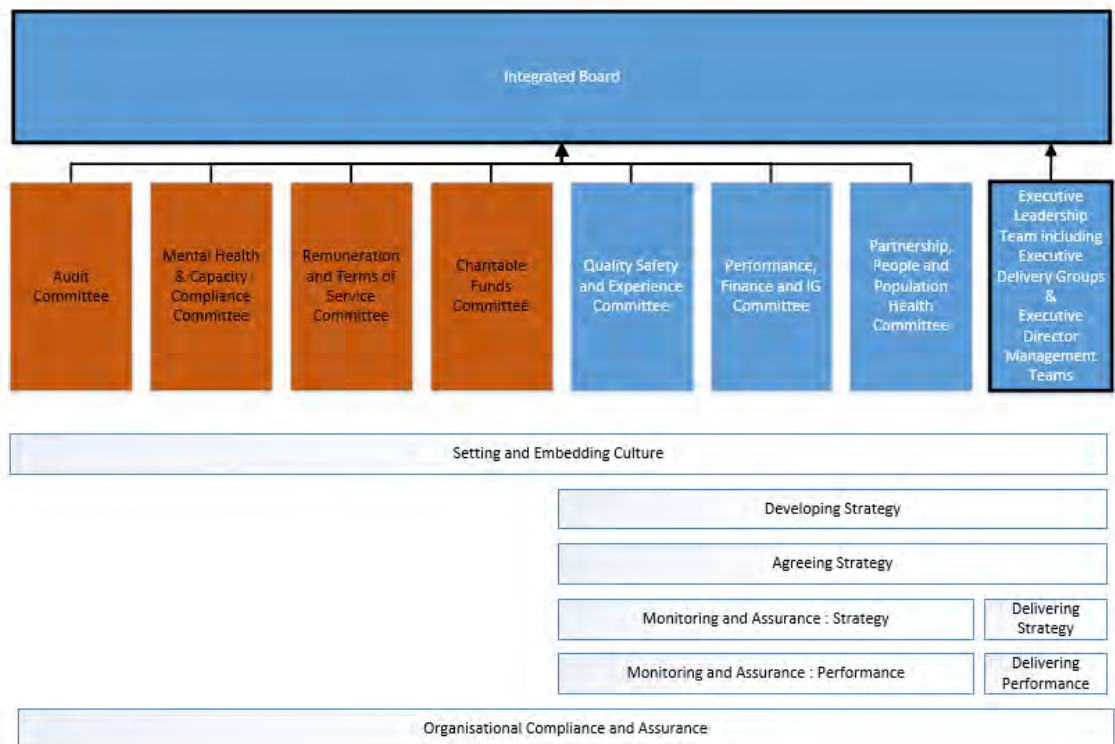 Integrated Board
Audit
Committee
Mental Health
& Capacity
Compliance
Committee
Remuneration
and Terms of
Service
Committee
Charitable
Funds
Committee
Quality Safety
and Experience
Committee
Performance,
Finance and IG
Committee
Partnership,
People and
Population
Health
Committee
Executive
Leadership
Team including
Executive
Delivery Groups
&
Executive
Director
Management
Teams
Setting and Embedding Culture
Developing Strategy
Agreeing Strategy
Monitoring and Assurance : Strategy
Delivering
Strategy
Monitoring and Assurance : Performance
Delivering
Performance
Organisational Compliance and Assurance